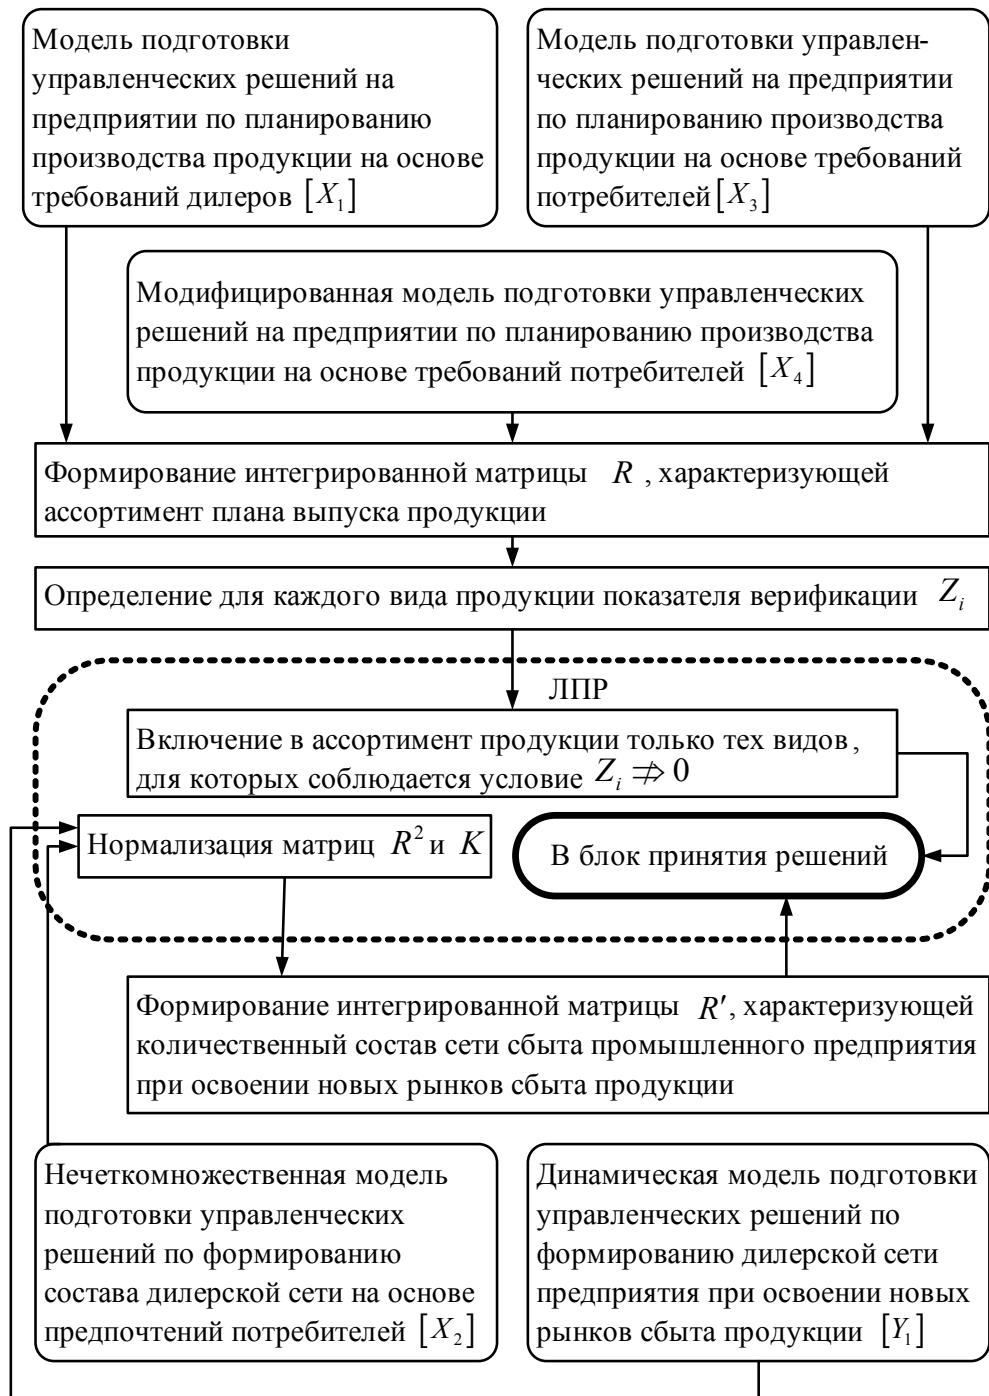 Модель подготовки
управленческих решений на
предприятии по планированию
производства продукции на основе
требований дилеров [X₁]
Модель подготовки управлен-
ческих решений на предприятии
по планированию производства
продукции на основе требований
потребителей [X₃]
Модифицированная модель подготовки управленческих
решений на предприятии по планированию производства
продукции на основе требований потребителей [X₄]
Формирование интегрированной матрицы R , характеризующей
ассортимент плана выпуска продукции
Определение для каждого вида продукции показателя верификации Zᵢ
ЛПР
Включение в ассортимент продукции только тех видов,
для которых соблюдается условие Zᵢ ⇏ 0
Нормализация матриц R² и K
В блок принятия решений
Формирование интегрированной матрицы R′, характеризующей
количественный состав сети сбыта промышленного предприятия
при освоении новых рынков сбыта продукции
Нечеткомножественная модель
подготовки управленческих
решений по формированию
состава дилерской сети на основе
предпочтений потребителей [X₂]
Динамическая модель подготовки
управленческих решений по
формированию дилерской сети
предприятия при освоении новых
рынков сбыта продукции [Y₁]